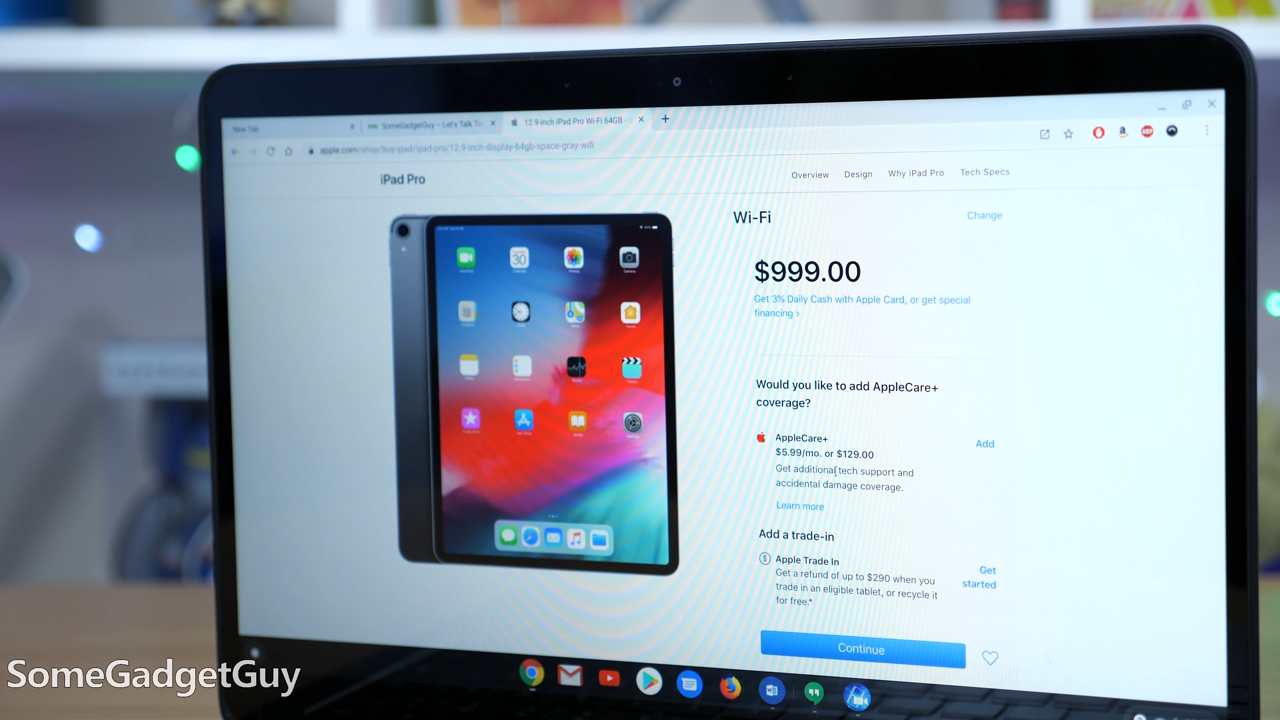 New Tab
SomeGadgetGuy – Let's Talk Te
12.9-inch iPad Pro Wi-Fi 64GB -
apple.com/shop/buy-ipad/ipad-pro/12.9-inch-display-64gb-space-gray-wifi
ABP
iPad Pro
Overview Design Why iPad Pro Tech Specs
Wi-Fi Change
$999.00
Get 3% Daily Cash with Apple Card, or get special
financing ›
30
Would you like to add AppleCare+
coverage?
AppleCare+ Add
$5.99/mo. or $129.00
Get additional tech support and
accidental damage coverage.
Learn more
Add a trade-in
Apple Trade In
Get a refund of up to $290 when you
trade in an eligible tablet, or recycle it
for free.*
Get
started
Continue
SomeGadgetGuy